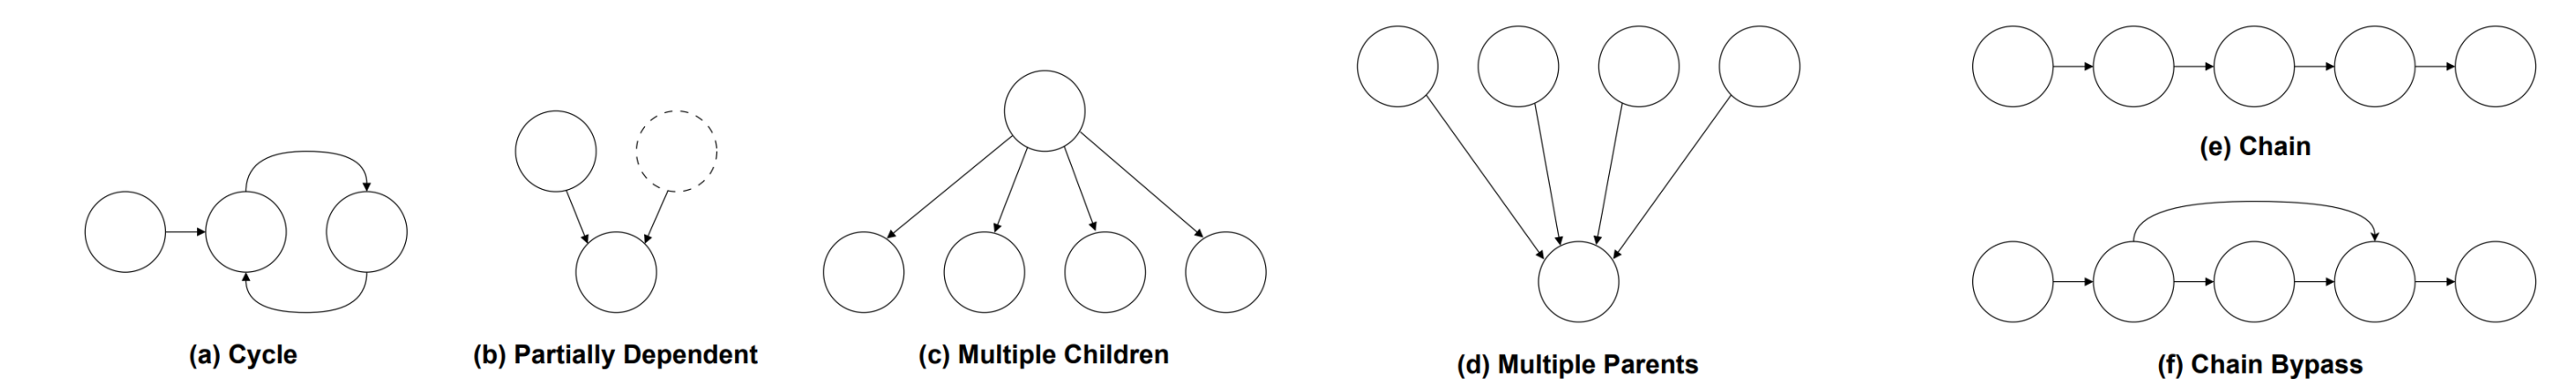 (a) Cycle
(b) Partially Dependent
(c) Multiple Children
(d) Multiple Parents
(e) Chain
(f) Chain Bypass